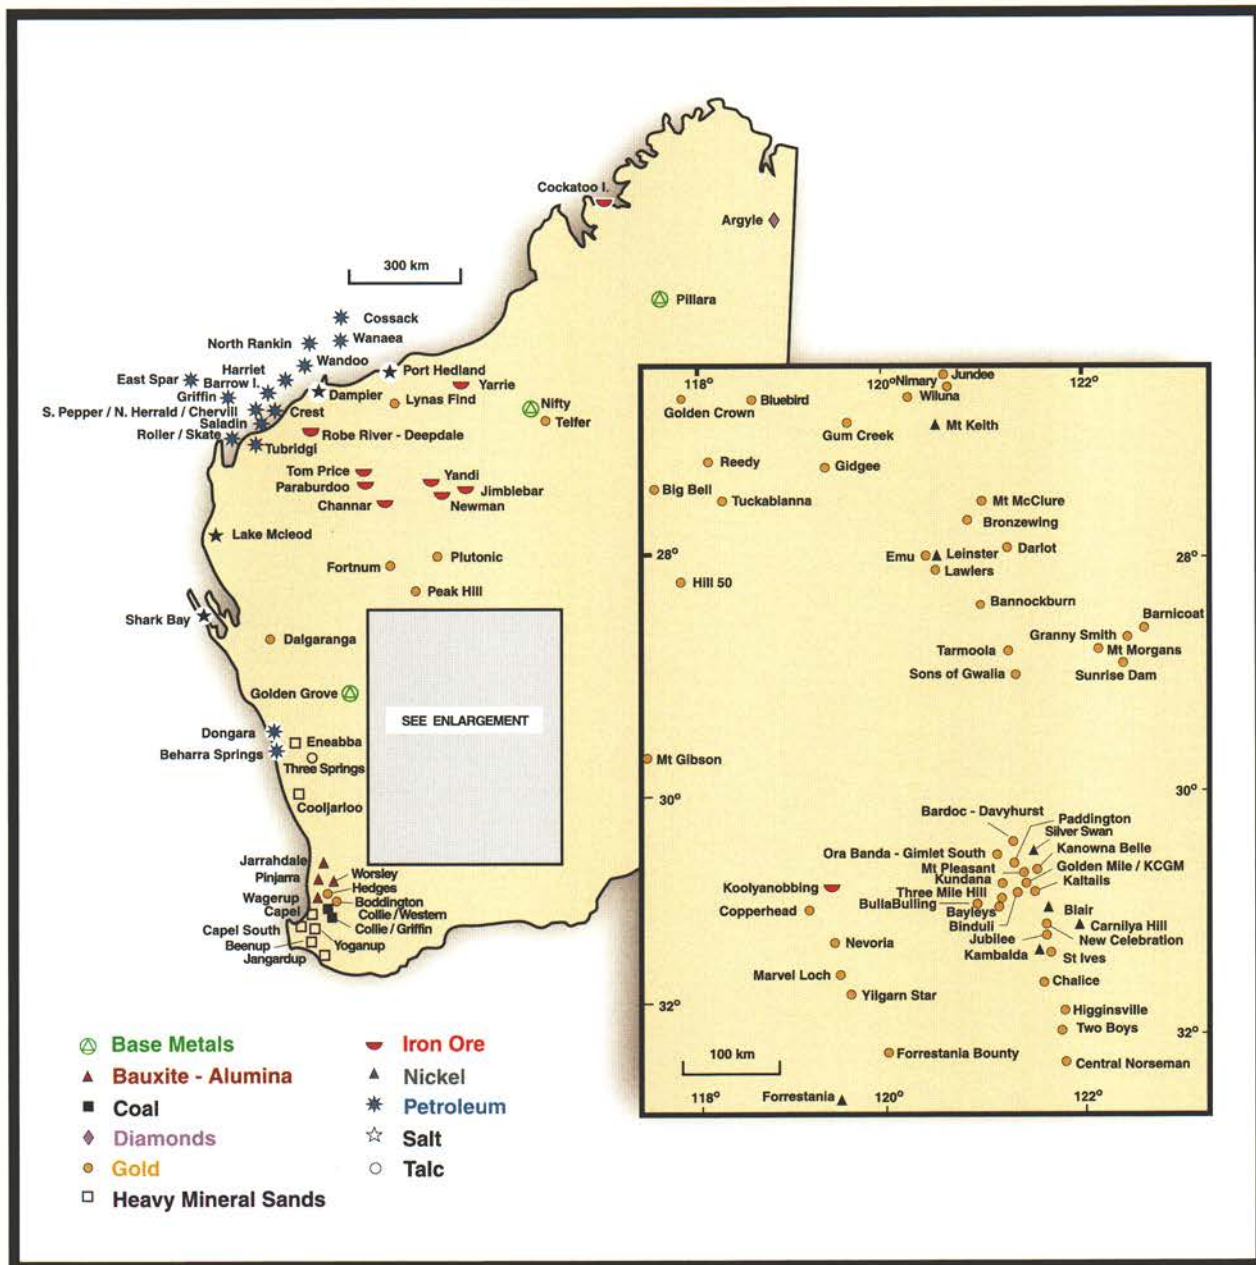 Cockatoo I.
Argyle
300 km
Pillara
Cossack
North Rankin
Wanaea
Wandoo
Harriet
East Spar
Barrow I.
Griffin
S. Pepper / N. Herrald / Chervill
Crest
Saladin
Roller / Skate
Tubridgi
Port Hedland
Dampler
Yarrie
Lynas Find
Nifty
Telfer
Robe River - Deepdale
Tom Price
Paraburdoo
Channar
Yandi
Jimblebar
Newman
Lake Mcleod
Plutonic
Fortnum
Peak Hill
Shark Bay
Dalgaranga
Golden Grove
SEE ENLARGEMENT
Dongara
Eneabba
Beharra Springs
Three Springs
Cooljarloo
Jarrahdale
Pinjarra
Worsley
Hedges
Wagerup
Boddington
Capel
Collie / Western
Collie / Griffin
Capel South
Yoganup
Beenup
Jangardup
118°
120°
122°
Jundee
Nimary
Wiluna
Golden Crown
Bluebird
Gum Creek
Mt Keith
Reedy
Gidgee
Big Bell
Tuckabianna
Mt McClure
Bronzewing
28°
Emu
Leinster
Darlot
28°
Lawlers
Hill 50
Bannockburn
Barnicoat
Granny Smith
Tarmoola
Mt Morgans
Sons of Gwalia
Sunrise Dam
Mt Gibson
30°
30°
Bardoc - Davyhurst
Paddington
Silver Swan
Ora Banda - Gimlet South
Kanowna Belle
Mt Pleasant
Golden Mile / KCGM
Kundana
Kaltails
Koolyanobbing
Three Mile Hill
BullaBulling
Copperhead
Bayleys
Blair
Binduli
Carnilya Hill
Jubilee
New Celebration
Nevoria
Kambalda
St Ives
Marvel Loch
Chalice
Yilgarn Star
32°
Higginsville
Two Boys
32°
Forrestania Bounty
Central Norseman
100 km
118°
Forrestania
120°
122°
Base Metals
Bauxite - Alumina
Coal
Diamonds
Gold
Heavy Mineral Sands
Iron Ore
Nickel
Petroleum
Salt
Talc